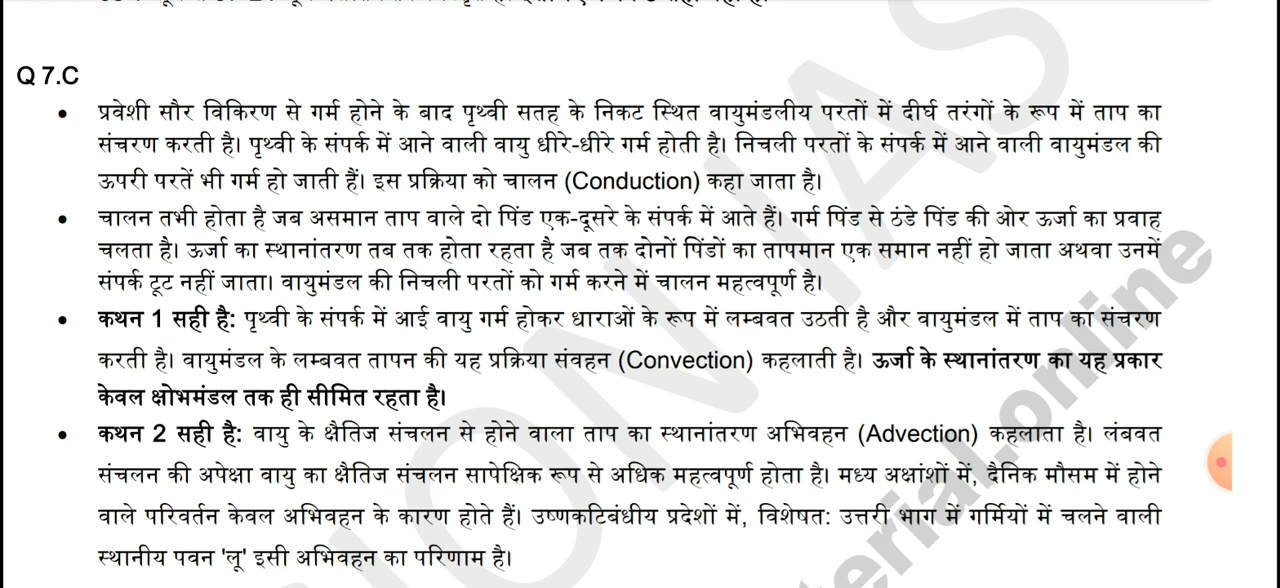 Q 7.C
• प्रवेशी सौर विकिरण से गर्म होने के बाद पृथ्वी सतह के निकट स्थित वायुमंडलीय परतों में दीर्घ तरंगों के रूप में ताप का
संचरण करती है। पृथ्वी के संपर्क में आने वाली वायु धीरे-धीरे गर्म होती है। निचली परतों के संपर्क में आने वाली वायुमंडल की
ऊपरी परतें भी गर्म हो जाती हैं। इस प्रक्रिया को चालन (Conduction) कहा जाता है।
• चालन तभी होता है जब असमान ताप वाले दो पिंड एक-दूसरे के संपर्क में आते हैं। गर्म पिंड से ठंडे पिंड की ओर ऊर्जा का प्रवाह
चलता है। ऊर्जा का स्थानांतरण तब तक होता रहता है जब तक दोनों पिंडों का तापमान एक समान नहीं हो जाता अथवा उनमें
संपर्क टूट नहीं जाता। वायुमंडल की निचली परतों को गर्म करने में चालन महत्वपूर्ण है।
• कथन 1 सही है: पृथ्वी के संपर्क में आई वायु गर्म होकर धाराओं के रूप में लम्बवत उठती है और वायुमंडल में ताप का संचरण
करती है। वायुमंडल के लम्बवत तापन की यह प्रक्रिया संवहन (Convection) कहलाती है। ऊर्जा के स्थानांतरण का यह प्रकार
केवल क्षोभमंडल तक ही सीमित रहता है।
• कथन 2 सही है: वायु के क्षैतिज संचलन से होने वाला ताप का स्थानांतरण अभिवहन (Advection) कहलाता है। लंबवत
संचलन की अपेक्षा वायु का क्षैतिज संचलन सापेक्षिक रूप से अधिक महत्वपूर्ण होता है। मध्य अक्षांशों में, दैनिक मौसम में होने
वाले परिवर्तन केवल अभिवहन के कारण होते हैं। उष्णकटिबंधीय प्रदेशों में, विशेषत: उत्तरी भाग में गर्मियों में चलने वाली
स्थानीय पवन 'लू' इसी अभिवहन का परिणाम है।
ION IAS
erial.online